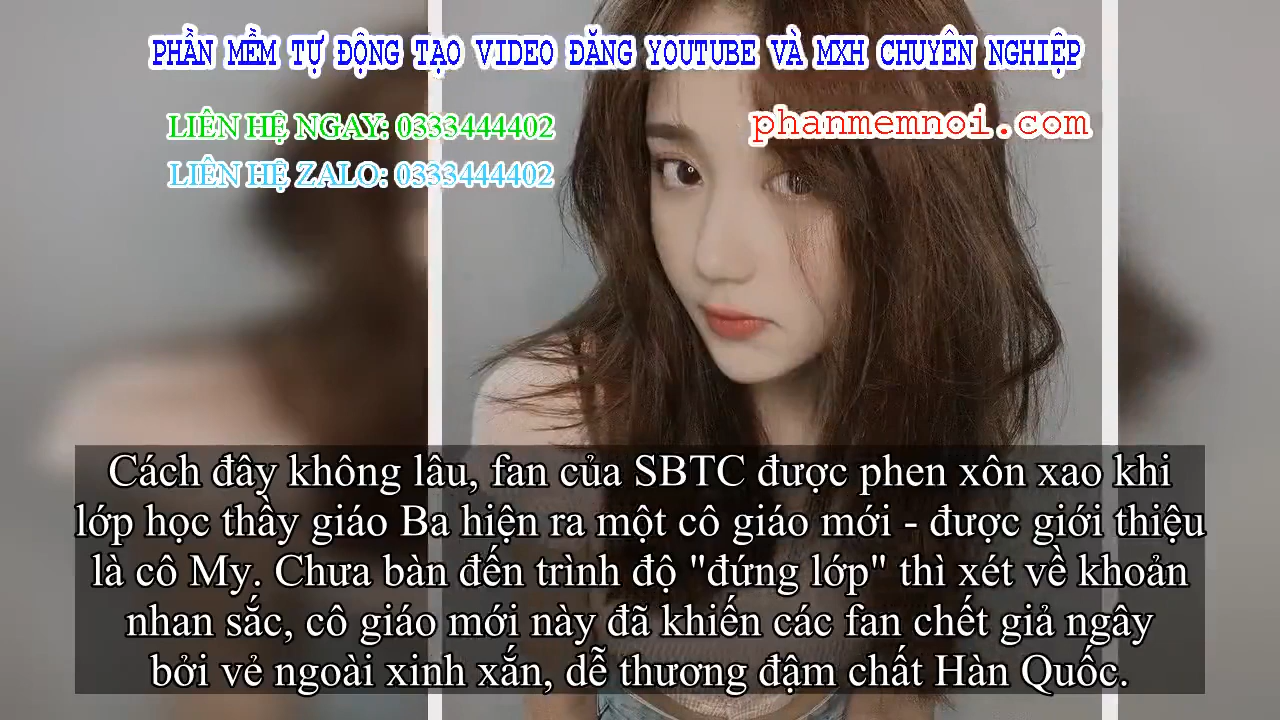 PHẦN MỀM TỰ ĐỘNG TẠO VIDEO ĐĂNG YOUTUBE VÀ MXH CHUYÊN NGHIỆP
LIÊN HỆ NGAY: 0333444402
phanmemnoi.com
LIÊN HỆ ZALO: 0333444402
Cách đây không lâu, fan của SBTC được phen xôn xao khi
lớp học thầy giáo Ba hiện ra một cô giáo mới - được giới thiệu
là cô My. Chưa bàn đến trình độ "đứng lớp" thì xét về khoản
nhan sắc, cô giáo mới này đã khiến các fan chết giả ngây
bởi vẻ ngoài xinh xắn, dễ thương đậm chất Hàn Quốc.